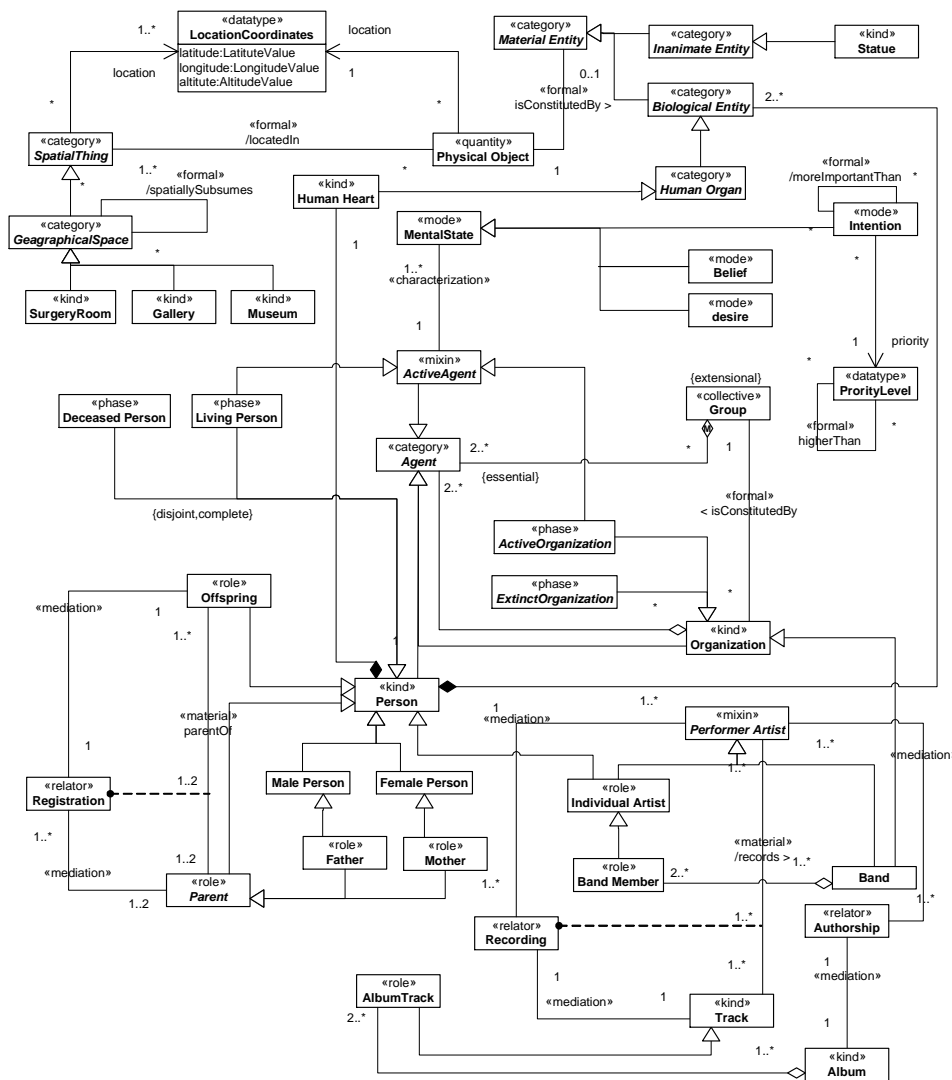 «datatype»
LocationCoordinates
latitude:LatituteValue
longitude:LongitudeValue
altitute:AltitudeValue
1..*
location
location
1
*
*
«category»
Material Entity
«category»
Inanimate Entity
«kind»
Statue
0..1
«formal»
isConstitutedBy >
«category»
Biological Entity
2..*
«formal»
/locatedIn
«category»
SpatialThing
1..*
*
«quantity»
Physical Object
1
*
«formal»
/spatiallySubsumes
*
«category»
GeagraphicalSpace
*
«kind»
SurgeryRoom
«kind»
Gallery
«kind»
Museum
«kind»
Human Heart
1
«category»
Human Organ
«formal»
/moreImportantThan
*
*
«mode»
Intention
*
«mode»
MentalState
1..*
«characterization»
1
«mode»
Belief
«mode»
desire
1
priority
«datatype»
ProrityLevel
*
*
«formal»
higherThan
«mixin»
ActiveAgent
«phase»
Deceased Person
«phase»
Living Person
{extensional}
«collective»
Group
M
*
1
«category»
Agent
2..*
{essential}
2..*
«formal»
< isConstitutedBy
{disjoint,complete}
«phase»
ActiveOrganization
«phase»
ExtinctOrganization
*
*
«kind»
Organization
«role»
Offspring
«mediation»
1
1..*
1
«kind»
Person
1
1..*
«material»
parentOf
1
«relator»
Registration
1..2
1..*
«mediation»
1..2
1..2
«role»
Parent
Male Person
Female Person
«role»
Father
«role»
Mother
1..*
«mediation»
«mixin»
Performer Artist
1..*
1..*
«mediation»
«role»
Individual Artist
«material»
/records >
«role»
Band Member
2..*
1..*
Band
1..*
«relator»
Recording
1..*
«relator»
Authorship
1..*
1
«mediation»
1
1
«mediation»
1
«role»
AlbumTrack
2..*
«kind»
Track
1..*
«kind»
Album